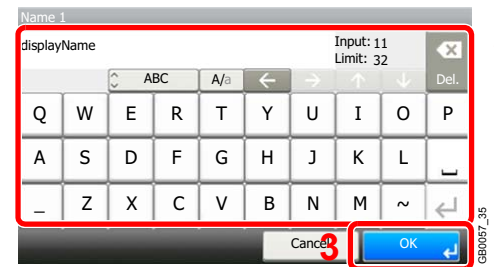 Name 1
displayName
Input: 11
Limit: 32
ABC A/a ← → ↑ ↓ Del.
Q W E R T Y U I O P
A S D F G H J K L
_ Z X C V B N M ~
Cancel 3 OK
GB0057_35